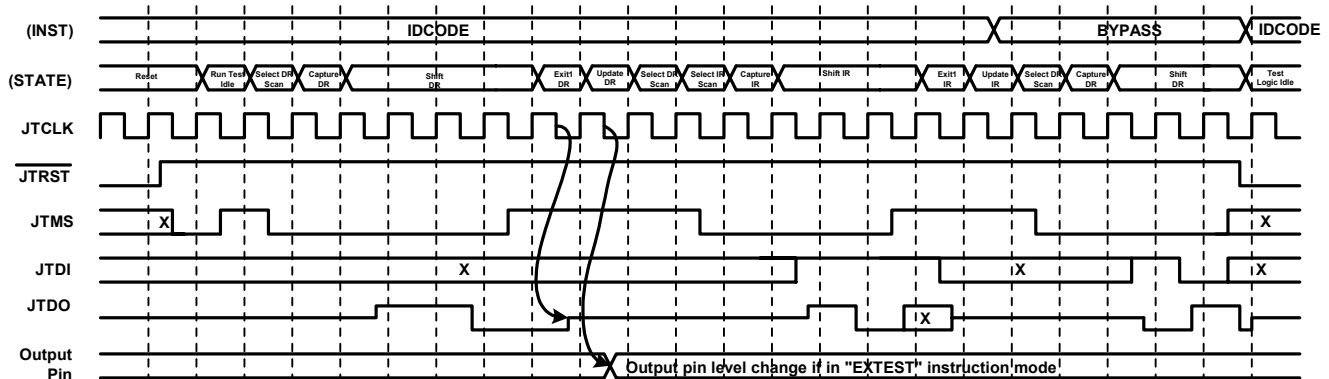 (INST) IDCODE BYPASS IDCODE
(STATE) Reset Run Test Idle Select DR Scan Capture DR Shift DR Exit1 DR Update DR Select DR Scan Select IR Scan Capture IR Shift IR Exit1 IR Update IR Select DR Scan Capture DR Shift DR Test Logic Idle
JTCLK
JTRST
JTMS X X
JTDI X X X
JTDO X
Output Pin Output pin level change if in "EXTEST" instruction mode